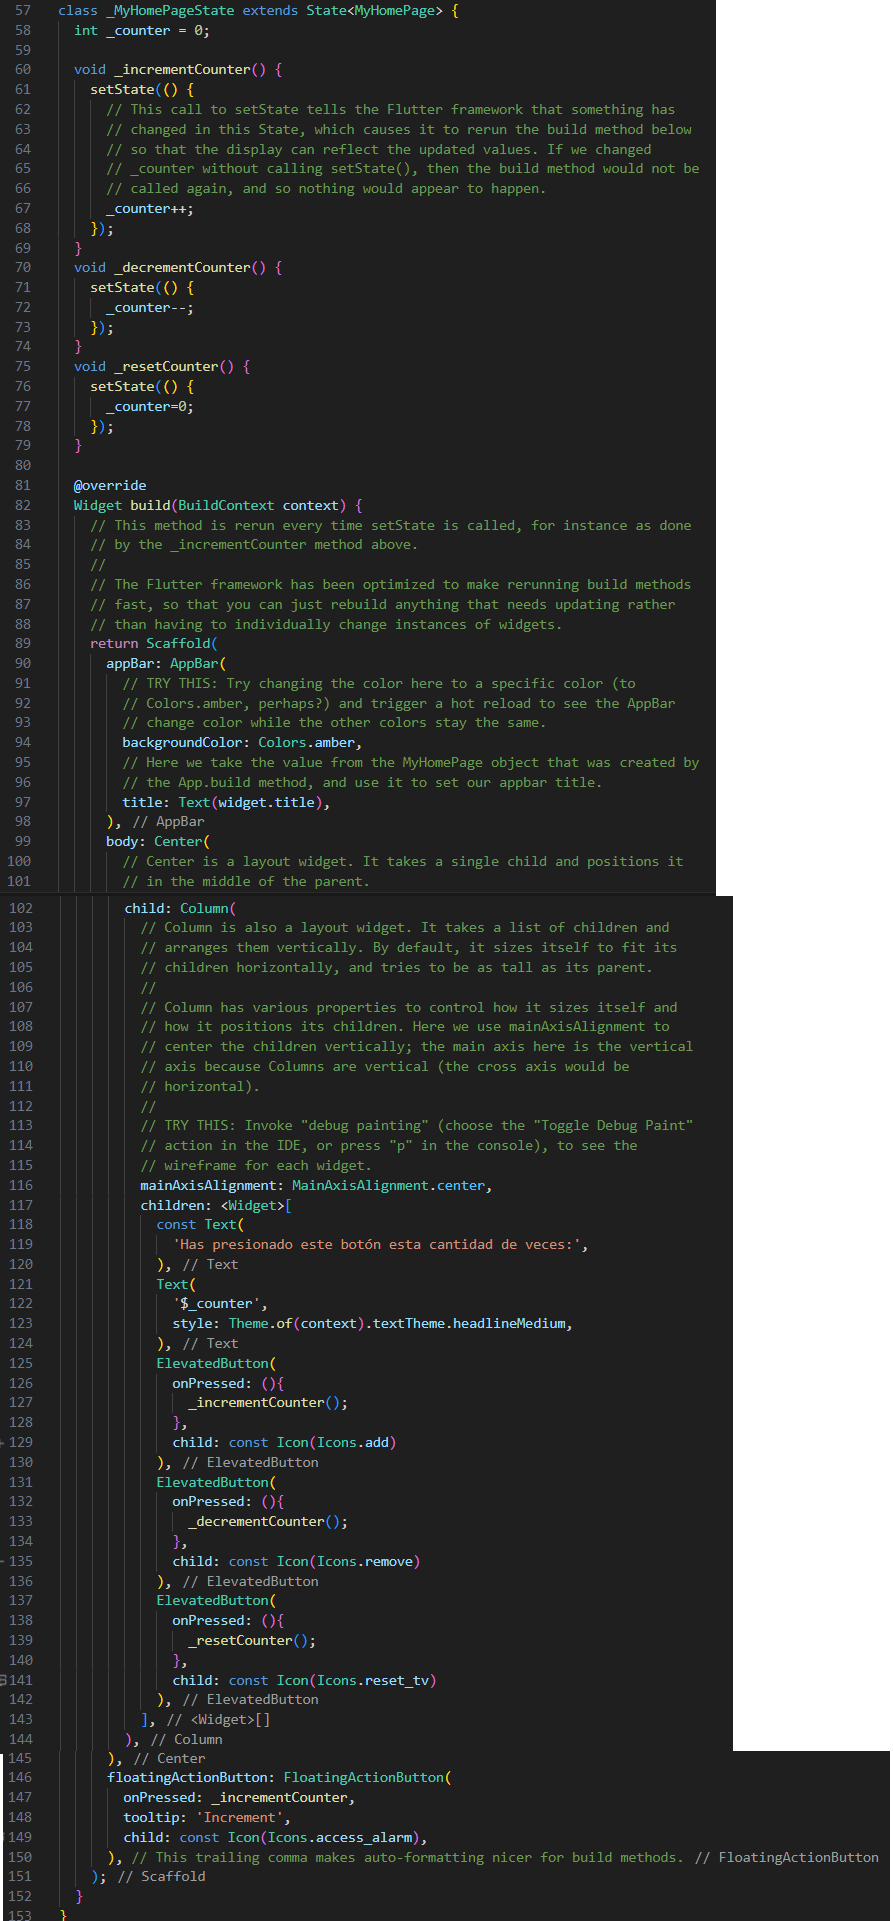 57 class _MyHomePageState extends State<MyHomePage> {
58 int _counter = 0;
59
60 void _incrementCounter() {
61 setState(() {
62 // This call to setState tells the Flutter framework that something has
63 // changed in this State, which causes it to rerun the build method below
64 // so that the display can reflect the updated values. If we changed
65 // _counter without calling setState(), then the build method would not be
66 // called again, and so nothing would appear to happen.
67 _counter++;
68 });
69 }
70 void _decrementCounter() {
71 setState(() {
72 _counter--;
73 });
74 }
75 void _resetCounter() {
76 setState(() {
77 _counter=0;
78 });
79 }
80
81 @override
82 Widget build(BuildContext context) {
83 // This method is rerun every time setState is called, for instance as done
84 // by the _incrementCounter method above.
85 //
86 // The Flutter framework has been optimized to make rerunning build methods
87 // fast, so that you can just rebuild anything that needs updating rather
88 // than having to individually change instances of widgets.
89 return Scaffold(
90 appBar: AppBar(
91 // TRY THIS: Try changing the color here to a specific color (to
92 // Colors.amber, perhaps?) and trigger a hot reload to see the AppBar
93 // change color while the other colors stay the same.
94 backgroundColor: Colors.amber,
95 // Here we take the value from the MyHomePage object that was created by
96 // the App.build method, and use it to set our appbar title.
97 title: Text(widget.title),
98 ), // AppBar
99 body: Center(
100 // Center is a layout widget. It takes a single child and positions it
101 // in the middle of the parent.
102 child: Column(
103 // Column is also a layout widget. It takes a list of children and
104 // arranges them vertically. By default, it sizes itself to fit its
105 // children horizontally, and tries to be as tall as its parent.
106 //
107 // Column has various properties to control how it sizes itself and
108 // how it positions its children. Here we use mainAxisAlignment to
109 // center the children vertically; the main axis here is the vertical
110 // axis because Columns are vertical (the cross axis would be
111 // horizontal).
112 //
113 // TRY THIS: Invoke "debug painting" (choose the "Toggle Debug Paint"
114 // action in the IDE, or press "p" in the console), to see the
115 // wireframe for each widget.
116 mainAxisAlignment: MainAxisAlignment.center,
117 children: <Widget>[
118 const Text(
119 'Has presionado este botón esta cantidad de veces:',
120 ), // Text
121 Text(
122 '$_counter',
123 style: Theme.of(context).textTheme.headlineMedium,
124 ), // Text
125 ElevatedButton(
126 onPressed: (){
127 _incrementCounter();
128 },
129 child: const Icon(Icons.add)
130 ), // ElevatedButton
131 ElevatedButton(
132 onPressed: (){
133 _decrementCounter();
134 },
135 child: const Icon(Icons.remove)
136 ), // ElevatedButton
137 ElevatedButton(
138 onPressed: (){
139 _resetCounter();
140 },
141 child: const Icon(Icons.reset_tv)
142 ), // ElevatedButton
143 ], // <Widget>[]
144 ), // Column
145 ), // Center
146 floatingActionButton: FloatingActionButton(
147 onPressed: _incrementCounter,
148 tooltip: 'Increment',
149 child: const Icon(Icons.access_alarm),
150 ), // This trailing comma makes auto-formatting nicer for build methods. // FloatingActionButton
151 ); // Scaffold
152 }
153 }